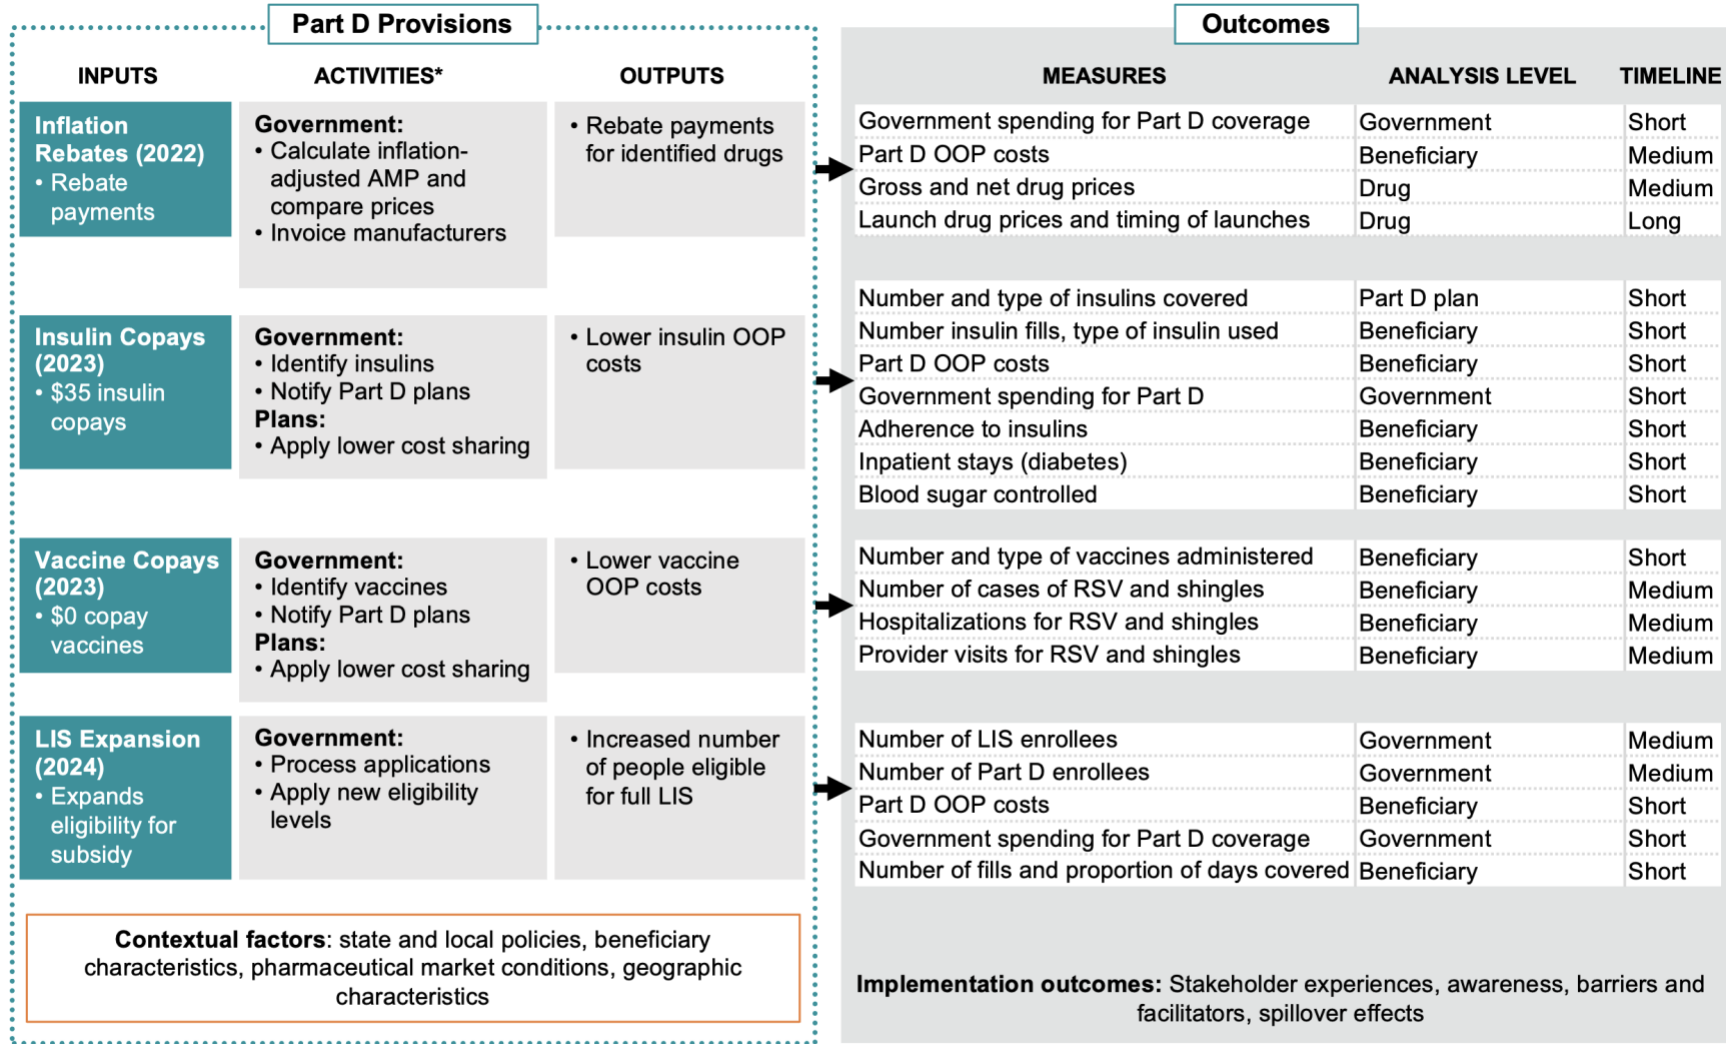 Part D Provisions
INPUTS
ACTIVITIES*
OUTPUTS
Inflation
Rebates (2022)
• Rebate
payments
Government:
• Calculate inflation-
adjusted AMP and
compare prices
• Invoice manufacturers
• Rebate payments
for identified drugs
Insulin Copays
(2023)
• $35 insulin
copays
Government:
• Identify insulins
• Notify Part D plans
Plans:
• Apply lower cost sharing
• Lower insulin OOP
costs
Vaccine Copays
(2023)
• $0 copay
vaccines
Government:
• Identify vaccines
• Notify Part D plans
Plans:
• Apply lower cost sharing
• Lower vaccine
OOP costs
LIS Expansion
(2024)
• Expands
eligibility for
subsidy
Government:
• Process applications
• Apply new eligibility
levels
• Increased number
of people eligible
for full LIS
Contextual factors: state and local policies, beneficiary
characteristics, pharmaceutical market conditions, geographic
characteristics
Outcomes
MEASURES ANALYSIS LEVEL TIMELINE
Government spending for Part D coverage Government Short
Part D OOP costs Beneficiary Medium
Gross and net drug prices Drug Medium
Launch drug prices and timing of launches Drug Long
Number and type of insulins covered Part D plan Short
Number insulin fills, type of insulin used Beneficiary Short
Part D OOP costs Beneficiary Short
Government spending for Part D Government Short
Adherence to insulins Beneficiary Short
Inpatient stays (diabetes) Beneficiary Short
Blood sugar controlled Beneficiary Short
Number and type of vaccines administered Beneficiary Short
Number of cases of RSV and shingles Beneficiary Medium
Hospitalizations for RSV and shingles Beneficiary Medium
Provider visits for RSV and shingles Beneficiary Medium
Number of LIS enrollees Government Medium
Number of Part D enrollees Government Medium
Part D OOP costs Beneficiary Short
Government spending for Part D coverage Government Short
Number of fills and proportion of days covered Beneficiary Short
Implementation outcomes: Stakeholder experiences, awareness, barriers and
facilitators, spillover effects